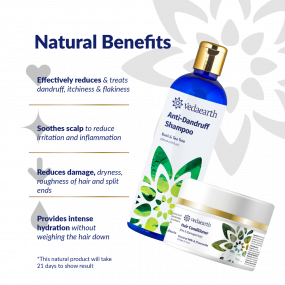 Natural Benefits
Effectively reduces & treats
dandruff, itchiness & flakiness
Soothes scalp to reduce
irritation and inflammation
Reduces damage, dryness,
roughness of hair and split
ends
Provides intense
hydration without
weighing the hair down
*This natural product will take
21 days to show result
Vedaearth
Anti-Dandruff
Shampoo
Vedaearth
Hair Conditioner